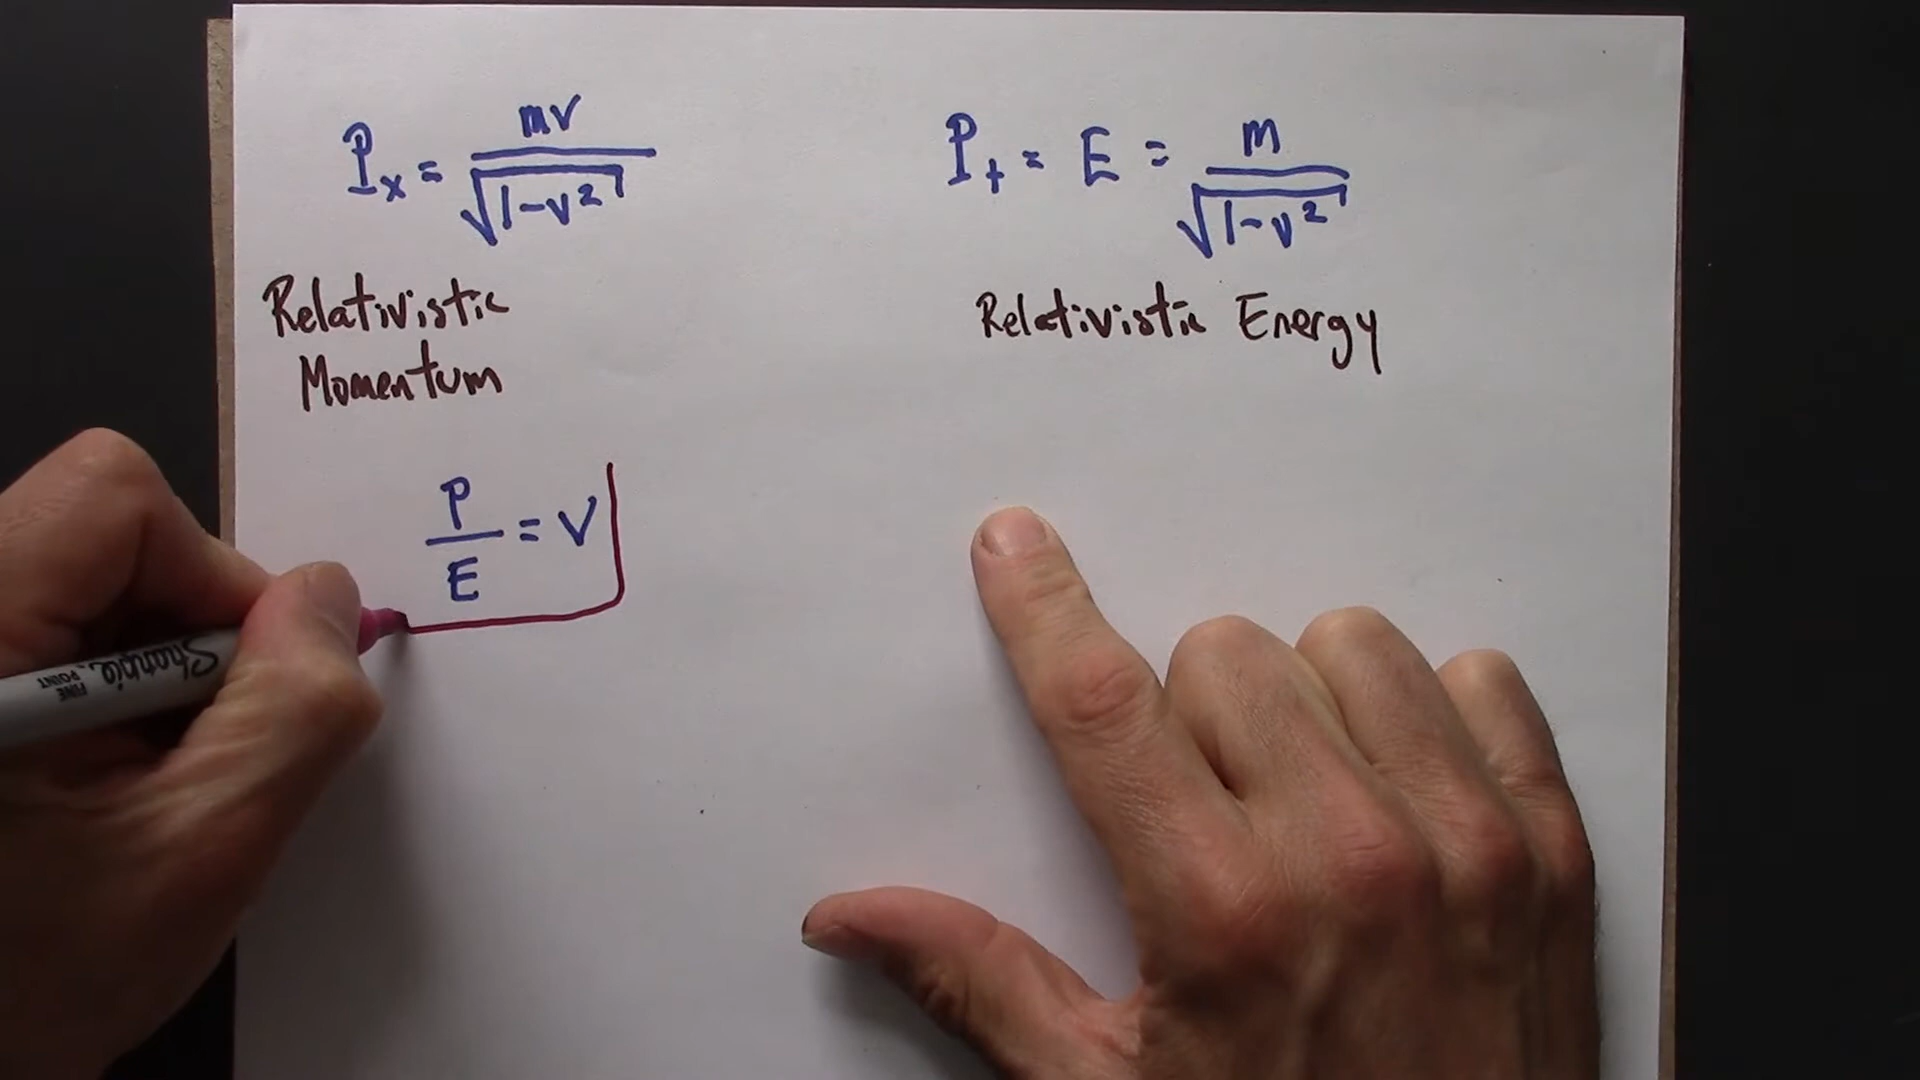 Pₓ = mv / √(1-v²)
Pₜ = E = m / √(1-v²)
Relativistic
Momentum
Relativistic Energy
P / E = v
Sharpie.
FINE
POINT